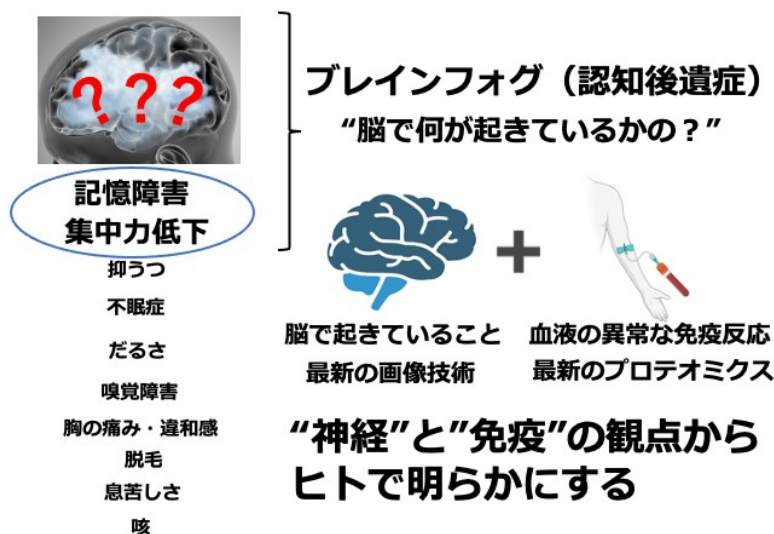 ???
記憶障害
集中力低下
抑うつ
不眠症
だるさ
嗅覚障害
胸の痛み・違和感
脱毛
息苦しさ
咳
ブレインフォグ（認知後遺症）
“脳で何が起きているかの？”
+
脳で起きていること
最新の画像技術
血液の異常な免疫反応
最新のプロテオミクス
“神経”と”免疫”の観点から
ヒトで明らかにする